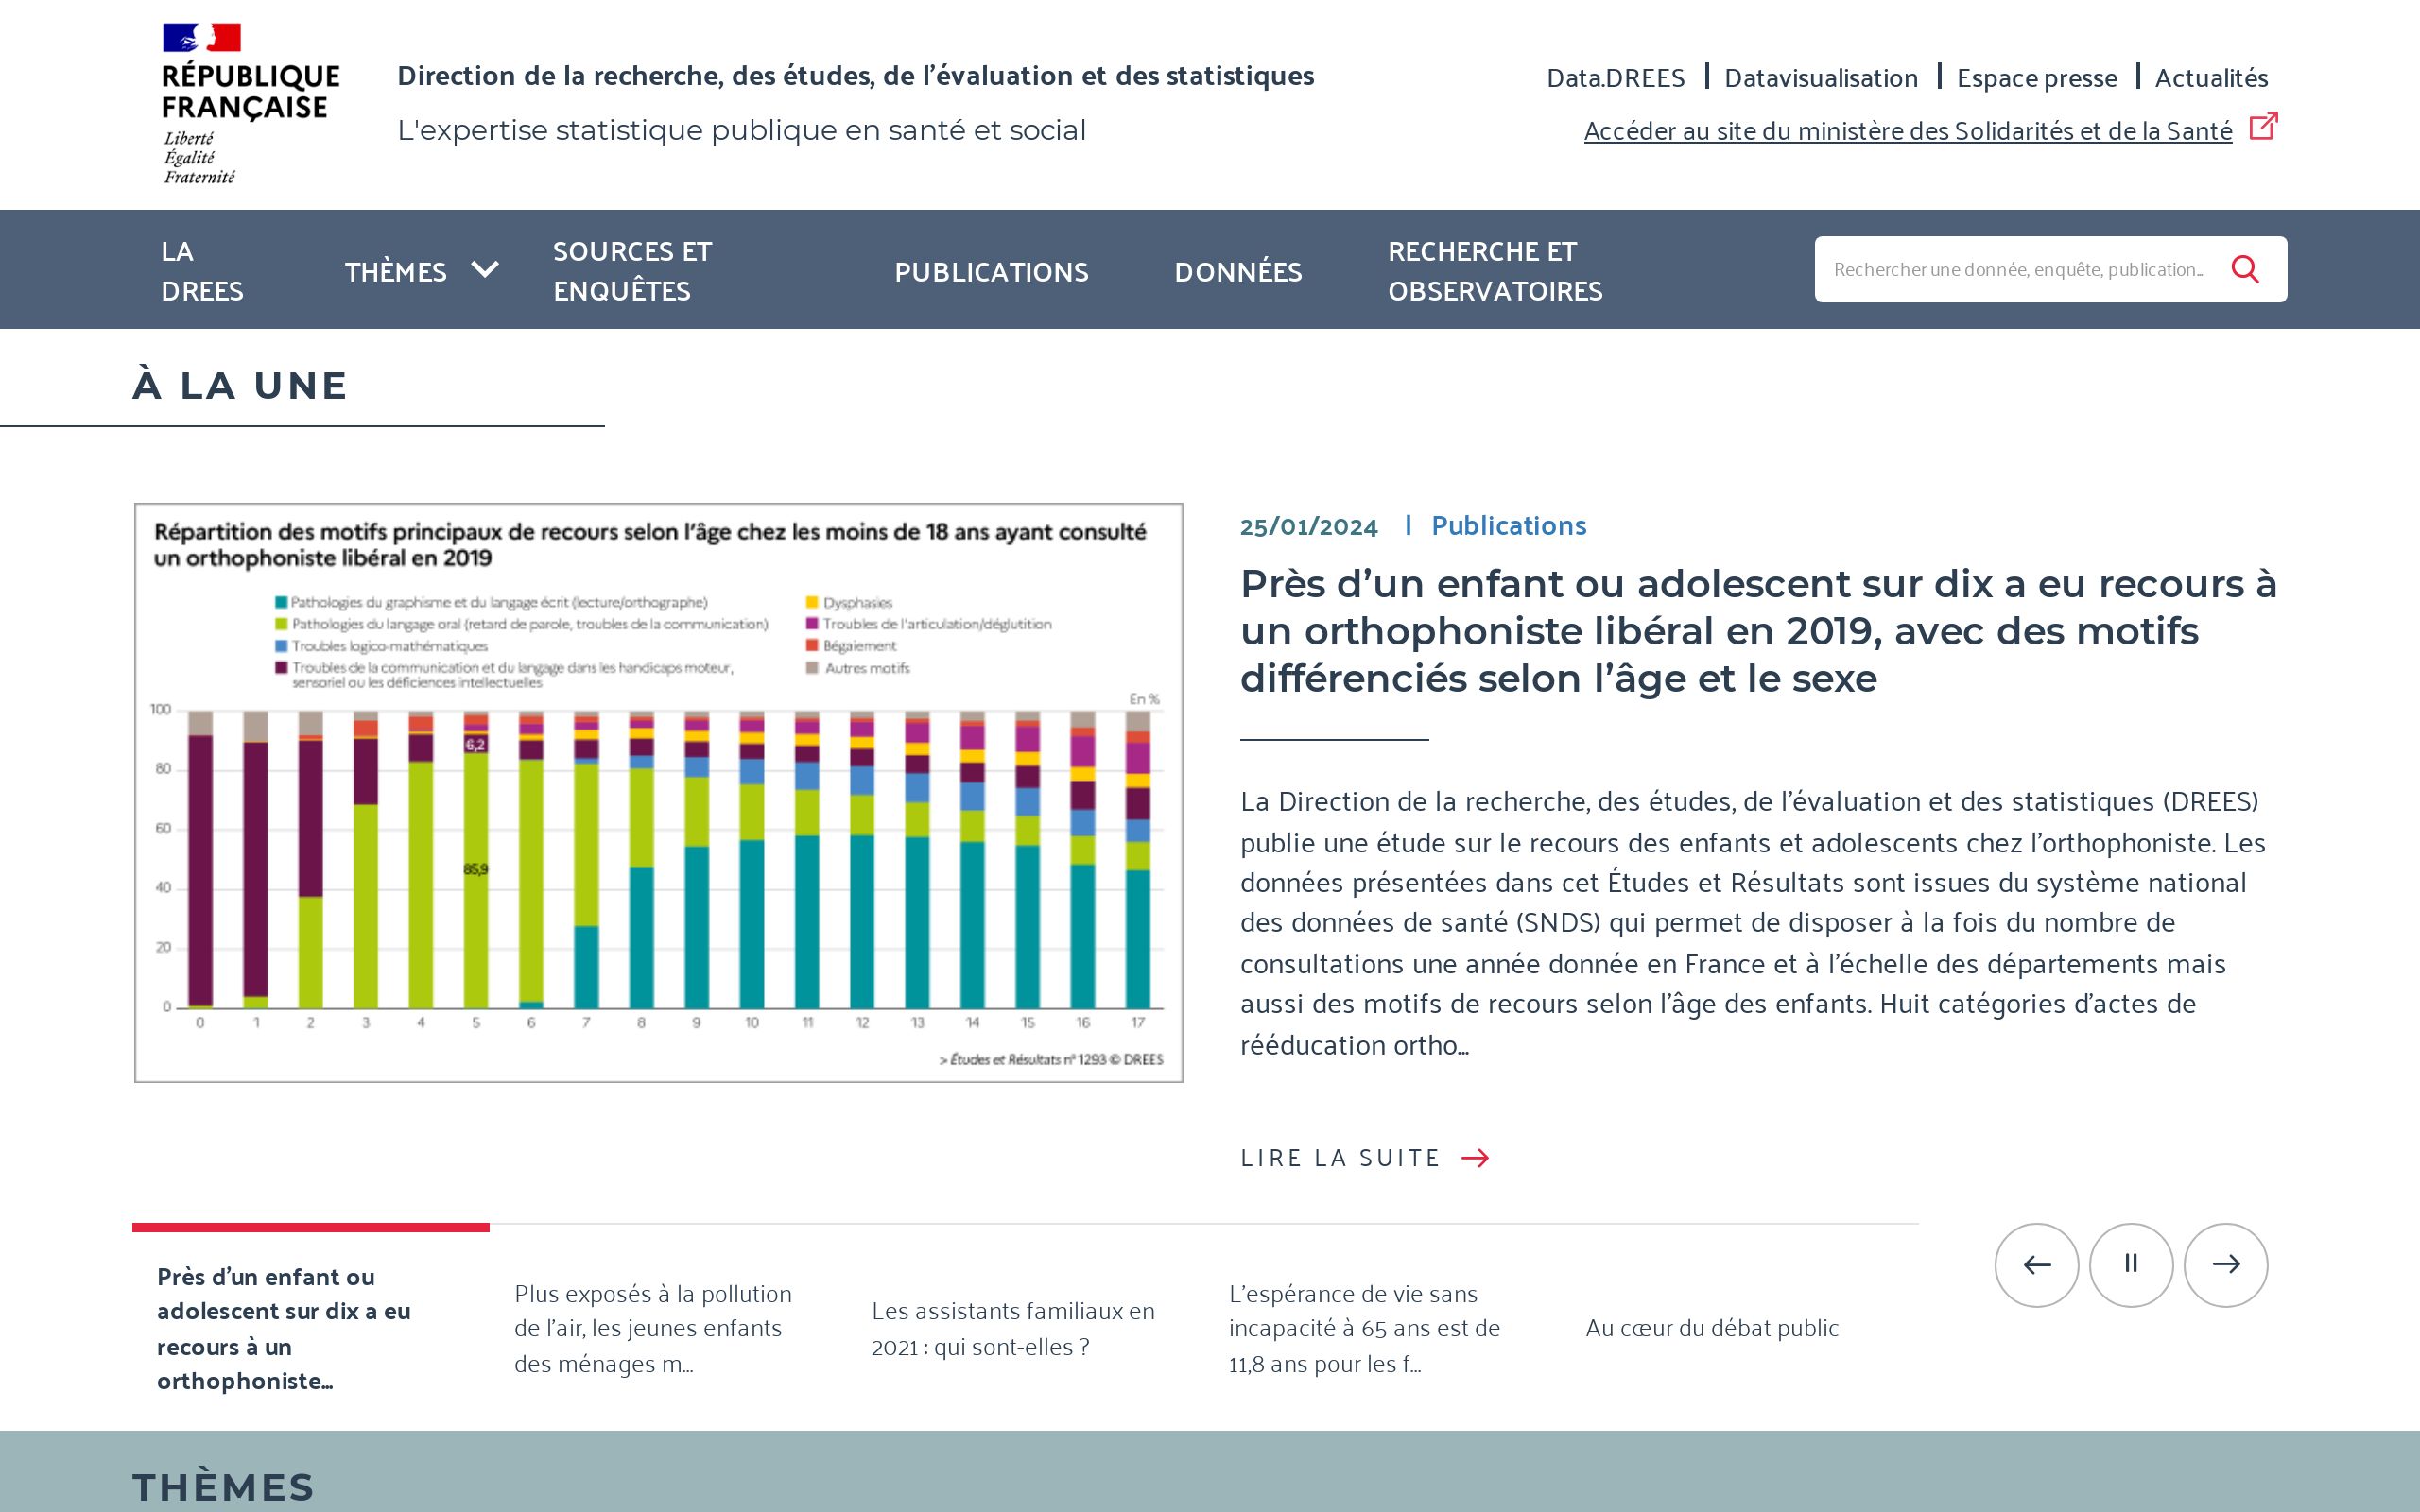 RÉPUBLIQUE
FRANÇAISE
Liberté
Égalité
Fraternité
Direction de la recherche, des études, de l'évaluation et des statistiques
L'expertise statistique publique en santé et social
Data.DREES | Datavisualisation | Espace presse | Actualités
Accéder au site du ministère des Solidarités et de la Santé
LA
DREES
THÈMES
SOURCES ET
ENQUÊTES
PUBLICATIONS
DONNÉES
RECHERCHE ET
OBSERVATOIRES
Rechercher une donnée, enquête, publication...
À LA UNE
Répartition des motifs principaux de recours selon l'âge chez les moins de 18 ans ayant consulté
un orthophoniste libéral en 2019
Pathologies du graphisme et du langage écrit (lecture/orthographe)
Pathologies du langage oral (retard de parole, troubles de la communication)
Troubles logico-mathématiques
Troubles de la communication et du langage dans les handicaps moteur,
sensoriel ou les déficiences intellectuelles
Dysphasies
Troubles de l'articulation/déglutition
Bégaiement
Autres motifs
En %
100
80
60
40
20
0
6,2
85,9
0 1 2 3 4 5 6 7 8 9 10 11 12 13 14 15 16 17
> Études et Résultats n° 1293 © DREES
25/01/2024 | Publications
Près d’un enfant ou adolescent sur dix a eu recours à
un orthophoniste libéral en 2019, avec des motifs
différenciés selon l’âge et le sexe
La Direction de la recherche, des études, de l’évaluation et des statistiques (DREES)
publie une étude sur le recours des enfants et adolescents chez l’orthophoniste. Les
données présentées dans cet Études et Résultats sont issues du système national
des données de santé (SNDS) qui permet de disposer à la fois du nombre de
consultations une année donnée en France et à l’échelle des départements mais
aussi des motifs de recours selon l’âge des enfants. Huit catégories d’actes de
rééducation ortho...
LIRE LA SUITE
Près d’un enfant ou
adolescent sur dix a eu
recours à un
orthophoniste...
Plus exposés à la pollution
de l’air, les jeunes enfants
des ménages m...
Les assistants familiaux en
2021 : qui sont-elles ?
L’espérance de vie sans
incapacité à 65 ans est de
11,8 ans pour les f...
Au cœur du débat public
THÈMES